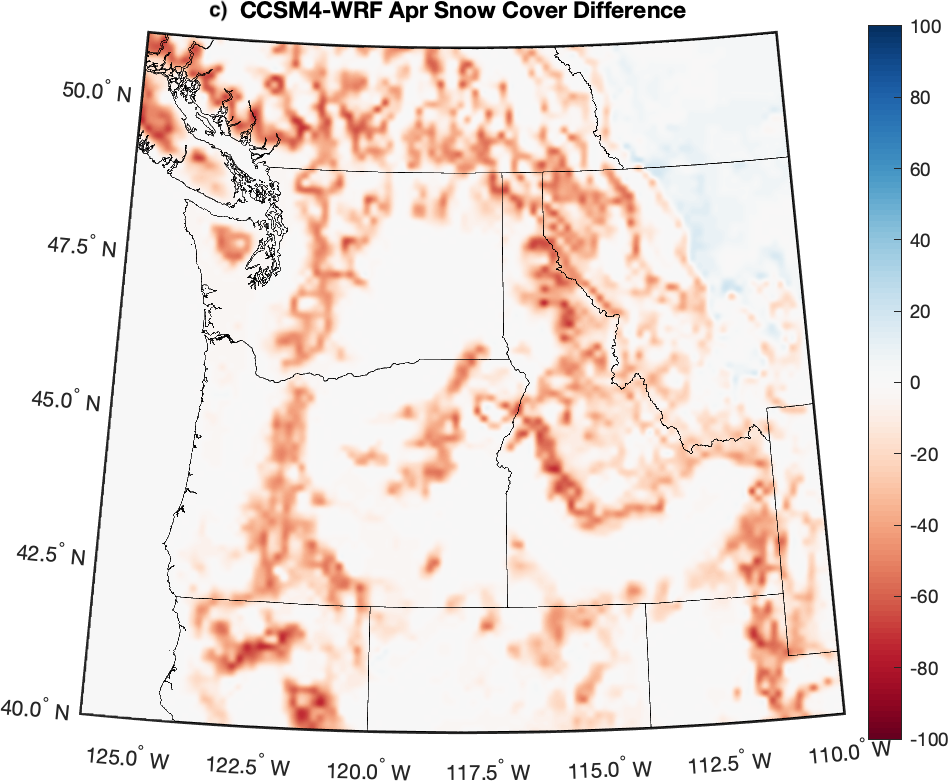 c) CCSM4-WRF Apr Snow Cover Difference
50.0° N
47.5° N
45.0° N
42.5° N
40.0° N
125.0° W
122.5° W
120.0° W
117.5° W
115.0° W
112.5° W
110.0° W
100
80
60
40
20
0
-20
-40
-60
-80
-100